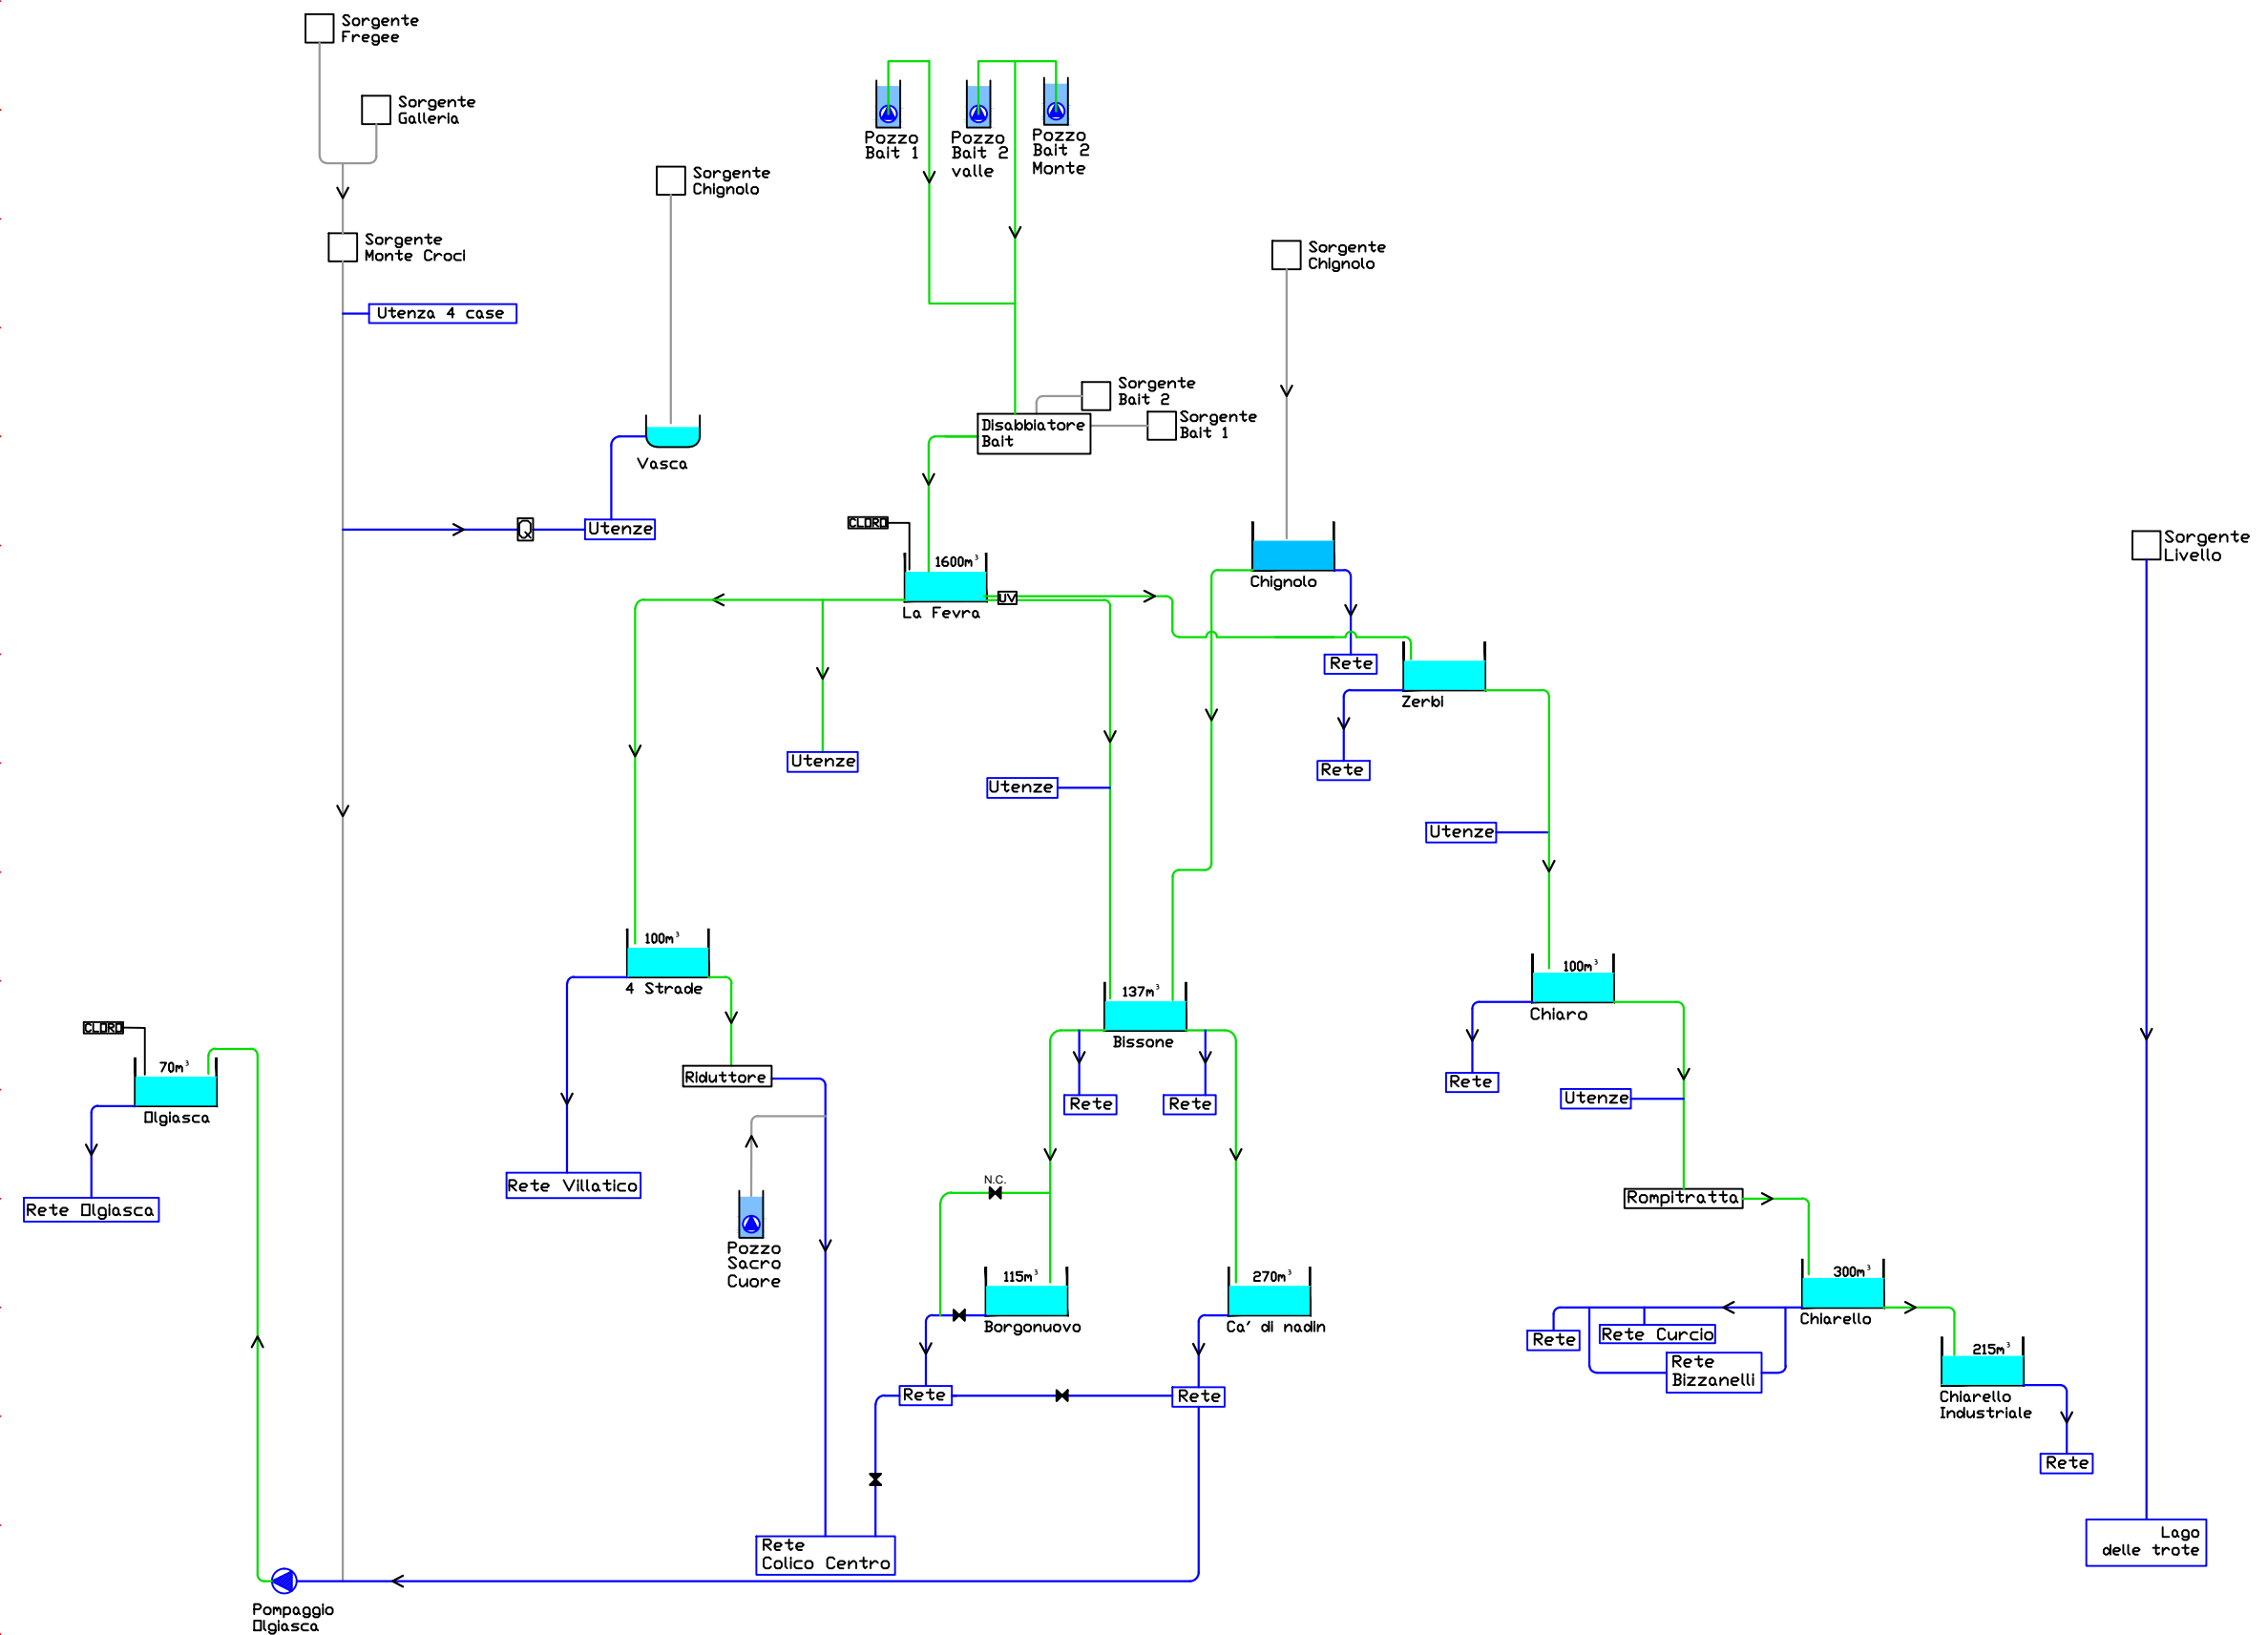 Sorgente
Fregee
Sorgente
Galleria
Pozzo
Bait 1
Pozzo
Bait 2
valle
Pozzo
Bait 2
Monte
Sorgente
Chignolo
Sorgente
Monte Croci
Sorgente
Chignolo
Utenza 4 case
Sorgente
Bait 2
Disabbiatore
Bait
Sorgente
Bait 1
Vasca
Q
Utenze
CLORO
1600m³
La Fevra
UV
Chignolo
Sorgente
Livello
Rete
Zerbi
Utenze
Rete
Utenze
Utenze
100m³
4 Strade
100m³
Chiaro
137m³
Bissone
CLORO
70m³
Olgiasca
Riduttore
Rete
Rete
Rete
Utenze
Rete Villatico
Rete Olgiasca
N.C.
Rompitratta
Pozzo
Sacro
Cuore
115m³
Borgonuovo
270m³
Ca' di nadin
300m³
Chiarello
Rete
Rete Curcio
Rete
Bizzanelli
215m³
Chiarello
Industriale
Rete
Rete
Rete
Rete
Colico Centro
Lago
delle trote
Pompaggio
Olgiasca